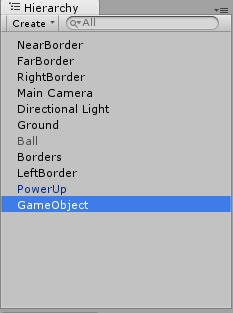 Hierarchy
Create All
NearBorder
FarBorder
RightBorder
Main Camera
Directional Light
Ground
Ball
Borders
LeftBorder
PowerUp
GameObject